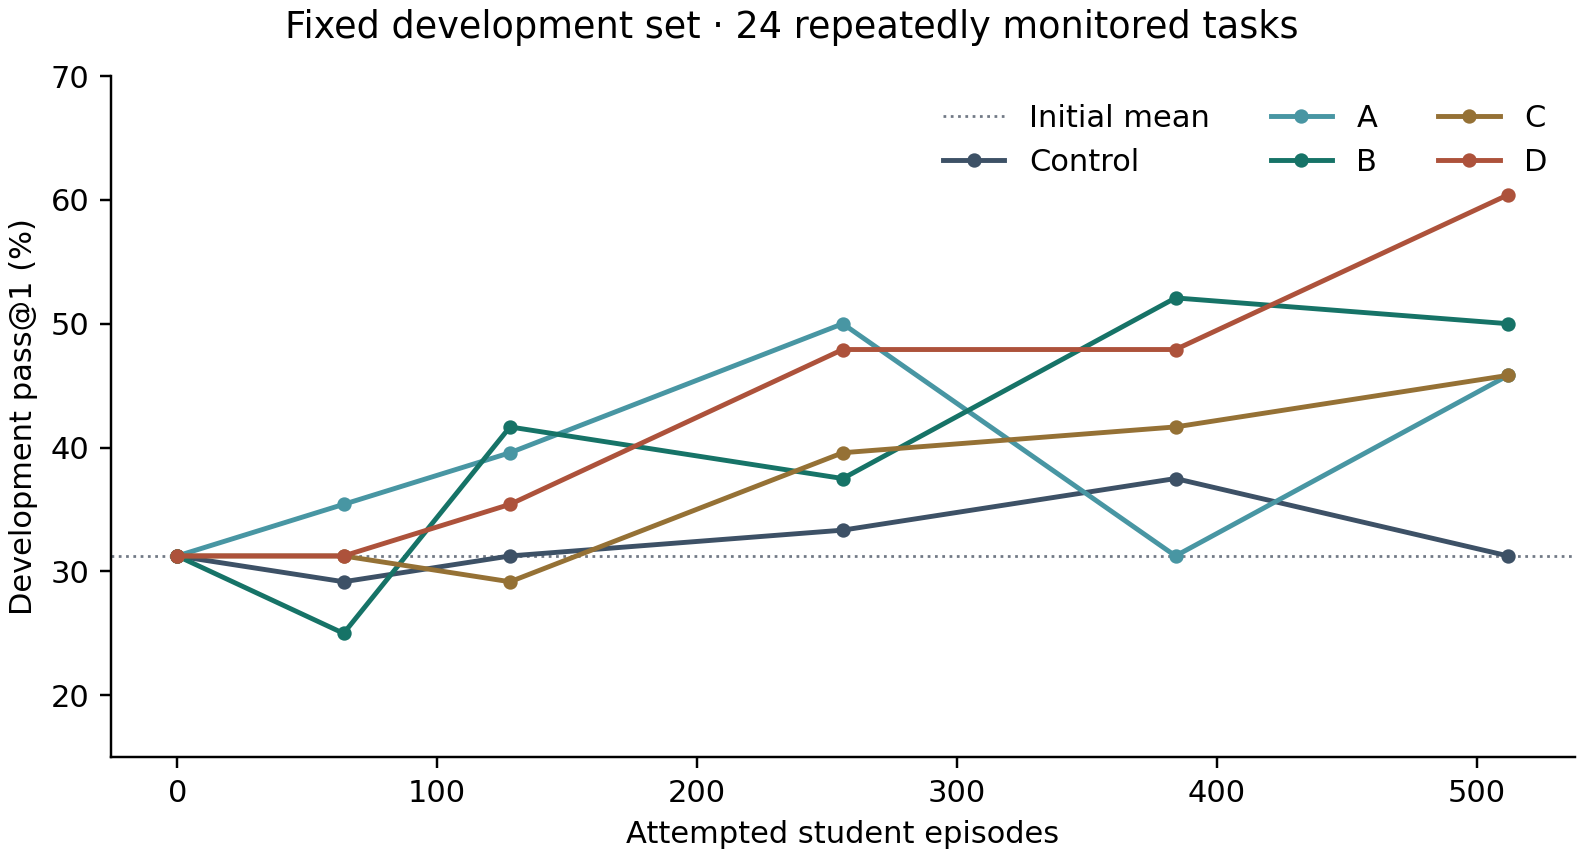 Fixed development set · 24 repeatedly monitored tasks
Development pass@1 (%)
70
60
50
40
30
20
Initial mean
Control
A
B
C
D
0 100 200 300 400 500
Attempted student episodes